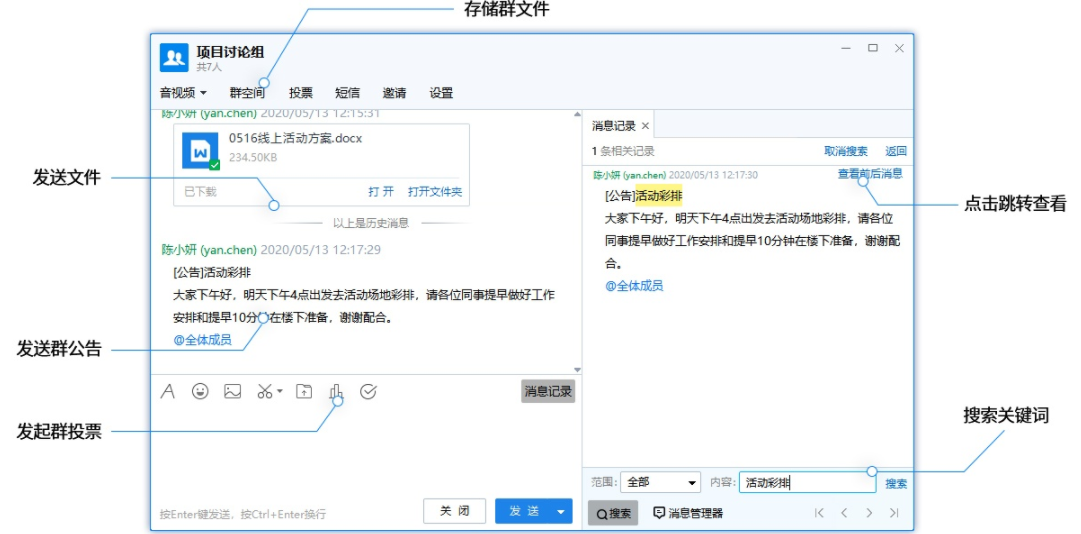 存储群文件
项目讨论组
共7人
音视频 群空间 投票 短信 邀请 设置
陈小妍 (yan.chen) 2020/05/13 12:15:31
0516线上活动方案.docx
234.50KB
已下载 打 开 打开文件夹
以上是历史消息
陈小妍 (yan.chen) 2020/05/13 12:17:29
[公告]活动彩排
大家下午好，明天下午4点出发去活动场地彩排，请各位同事提早做好工作
安排和提早10分钟在楼下准备，谢谢配合。
@全体成员
消息记录
按Enter键发送，按Ctrl+Enter换行
关 闭
发 送
消息记录 ×
1 条相关记录 取消搜索 返回
陈小妍 (yan.chen) 2020/05/13 12:17:30 查看前后消息
[公告]活动彩排
大家下午好，明天下午4点出发去活动场地彩排，请各位
同事提早做好工作安排和提早10分钟在楼下准备，谢谢配
合。
@全体成员
范围: 全部 内容: 活动彩排 搜索
搜索 消息管理器
发送文件
发送群公告
发起群投票
点击跳转查看
搜索关键词